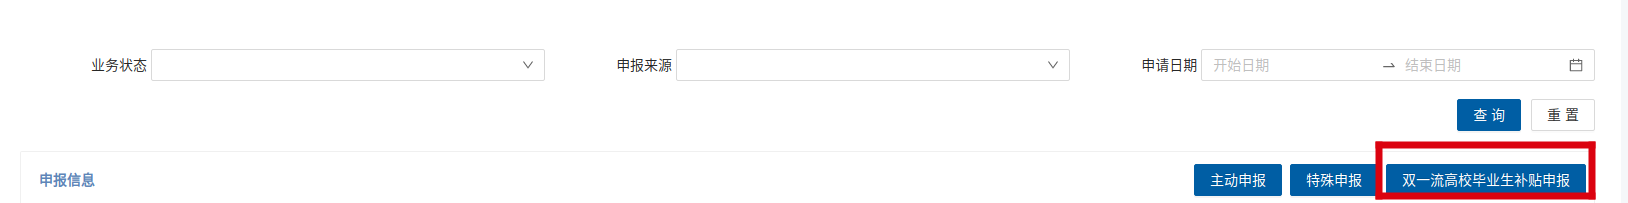 业务状态 申报来源 申请日期 开始日期 结束日期
查询 重置
申报信息 主动申报 特殊申报 双一流高校毕业生补贴申报